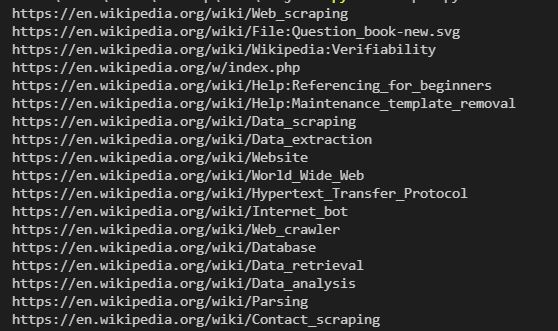 https://en.wikipedia.org/wiki/Web_scraping
https://en.wikipedia.org/wiki/File:Question_book-new.svg
https://en.wikipedia.org/wiki/Wikipedia:Verifiability
https://en.wikipedia.org/w/index.php
https://en.wikipedia.org/wiki/Help:Referencing_for_beginners
https://en.wikipedia.org/wiki/Help:Maintenance_template_removal
https://en.wikipedia.org/wiki/Data_scraping
https://en.wikipedia.org/wiki/Data_extraction
https://en.wikipedia.org/wiki/Website
https://en.wikipedia.org/wiki/World_Wide_Web
https://en.wikipedia.org/wiki/Hypertext_Transfer_Protocol
https://en.wikipedia.org/wiki/Internet_bot
https://en.wikipedia.org/wiki/Web_crawler
https://en.wikipedia.org/wiki/Database
https://en.wikipedia.org/wiki/Data_retrieval
https://en.wikipedia.org/wiki/Data_analysis
https://en.wikipedia.org/wiki/Parsing
https://en.wikipedia.org/wiki/Contact_scraping